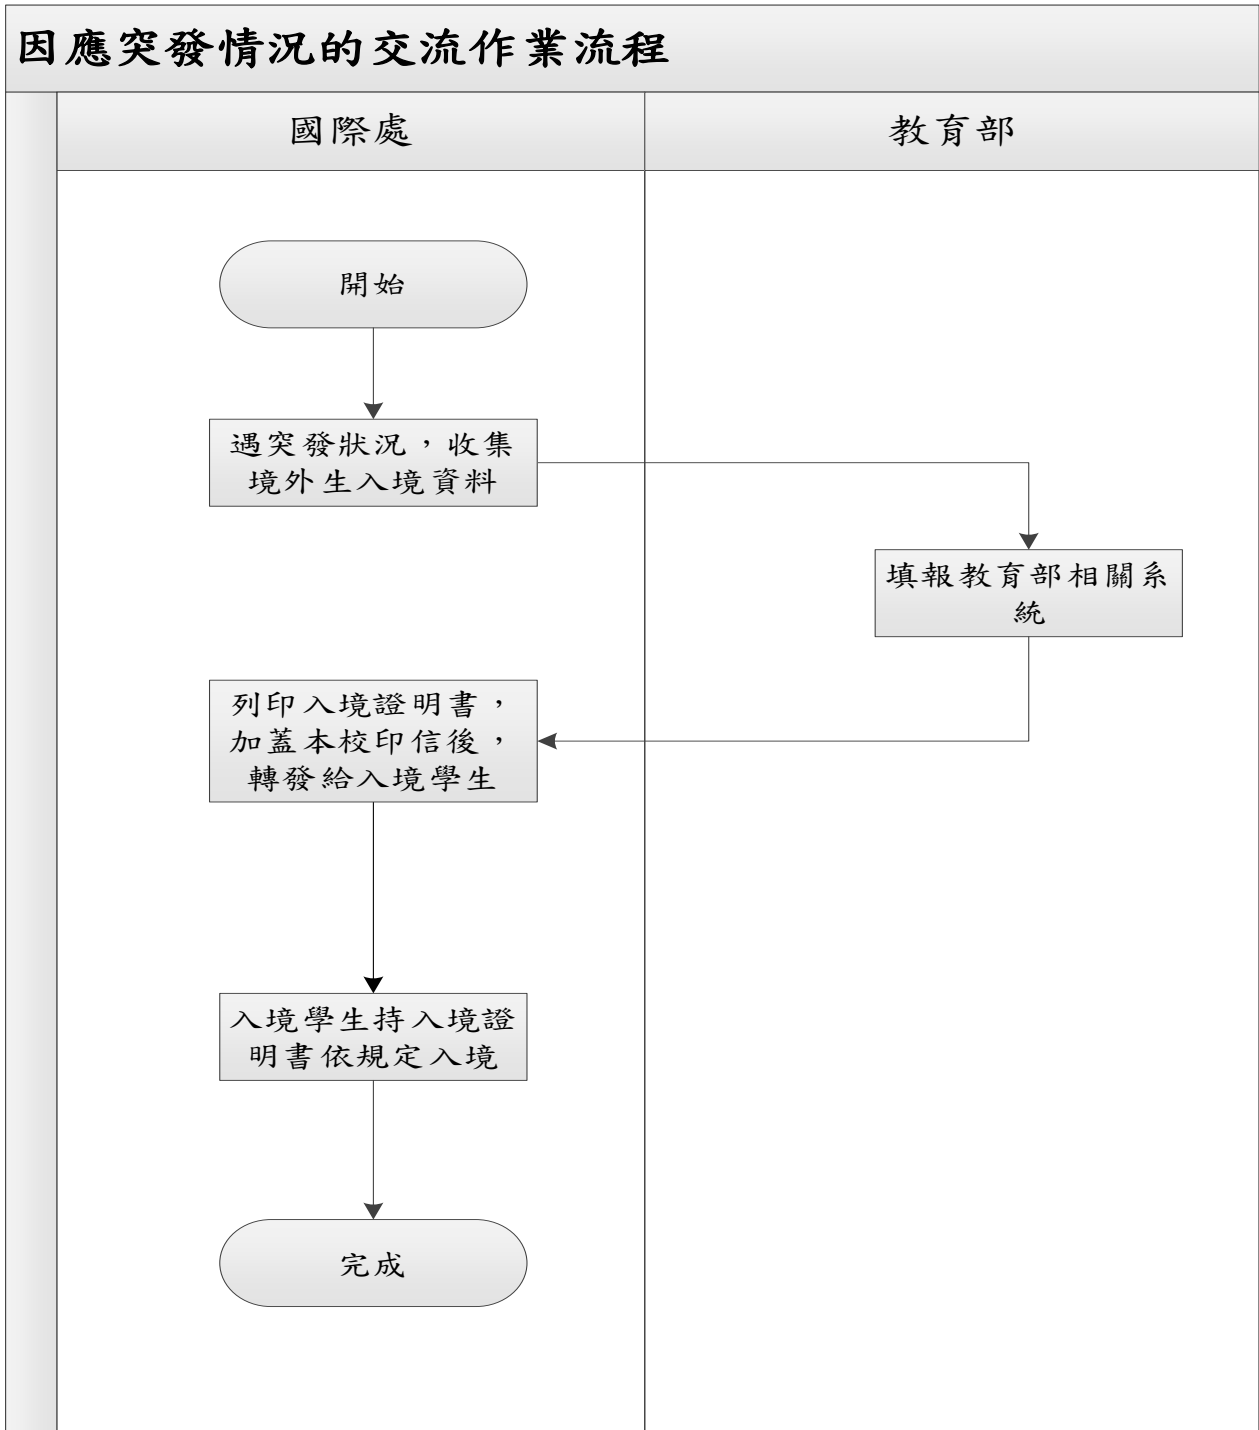 因應突發情況的交流作業流程
國際處
教育部
開始
遇突發狀況，收集
境外生入境資料
填報教育部相關系
統
列印入境證明書，
加蓋本校印信後，
轉發給入境學生
入境學生持入境證
明書依規定入境
完成